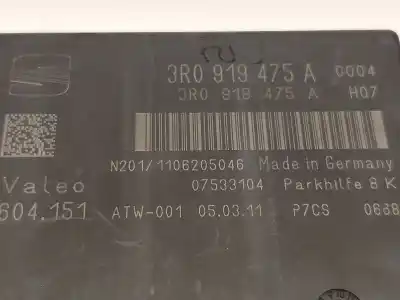 3R0 919 475 A 0004
3R0 919 475 A H07
N201/1106205046 Made in Germany
Valeo 07533104 Parkhilfe 8 K
604.151 ATW-001 05.03.11 P7CS 0668